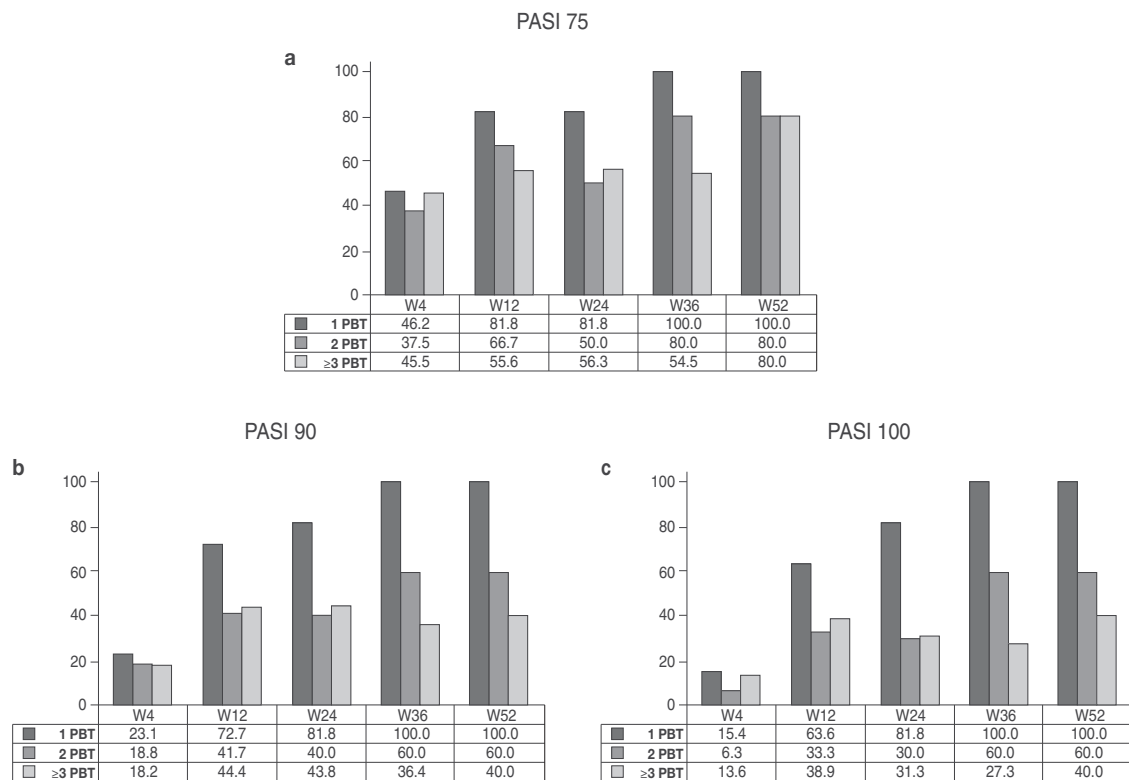 PASI 75
a
100
80
60
40
20
0
W4 W12 W24 W36 W52
1 PBT 46.2 81.8 81.8 100.0 100.0
2 PBT 37.5 66.7 50.0 80.0 80.0
≥3 PBT 45.5 55.6 56.3 54.5 80.0
PASI 90
b
100
80
60
40
20
0
W4 W12 W24 W36 W52
1 PBT 23.1 72.7 81.8 100.0 100.0
2 PBT 18.8 41.7 40.0 60.0 60.0
≥3 PBT 18.2 44.4 43.8 36.4 40.0
PASI 100
c
100
80
60
40
20
0
W4 W12 W24 W36 W52
1 PBT 15.4 63.6 81.8 100.0 100.0
2 PBT 6.3 33.3 30.0 60.0 60.0
≥3 PBT 13.6 38.9 31.3 27.3 40.0